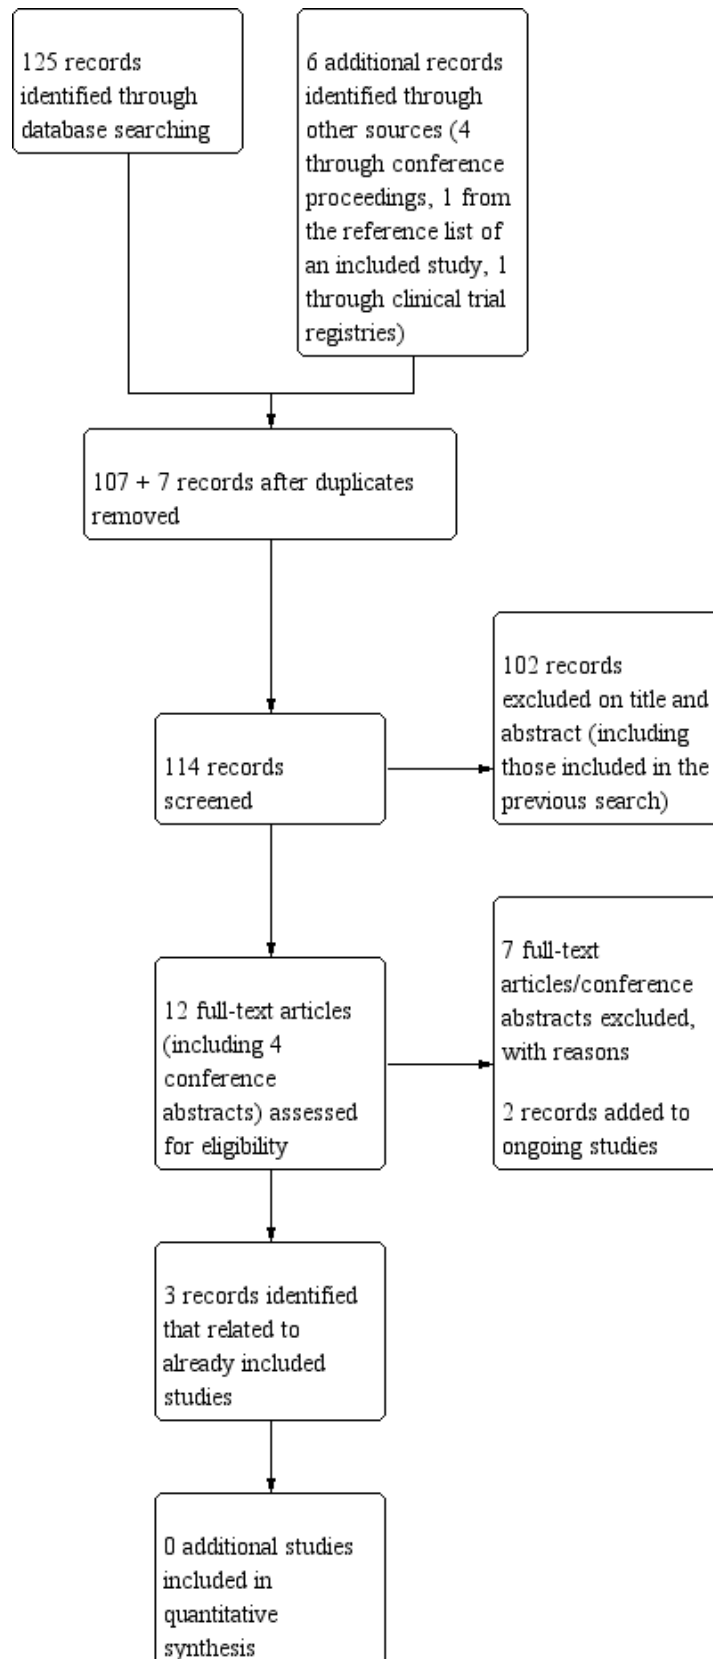 125 records
identified through
database searching
6 additional records
identified through
other sources (4
through conference
proceedings, 1 from
the reference list of
an included study, 1
through clinical trial
registries)
107 + 7 records after duplicates
removed
114 records
screened
102 records
excluded on title and
abstract (including
those included in the
previous search)
12 full-text articles
(including 4
conference
abstracts) assessed
for eligibility
7 full-text
articles/conference
abstracts excluded,
with reasons
2 records added to
ongoing studies
3 records identified
that related to
already included
studies
0 additional studies
included in
quantitative
synthesis